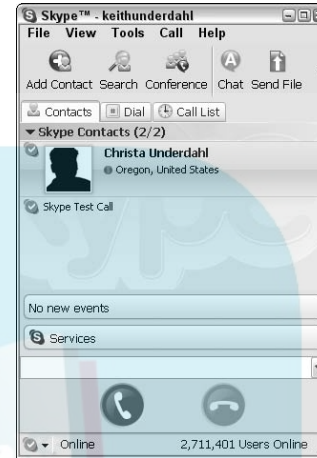 Skype™ - keithunderdahl
File View Tools Call Help
Add Contact Search Conference Chat Send File
Contacts Dial Call List
Skype Contacts (2/2)
Christa Underdahl
Oregon, United States
Skype Test Call
No new events
Services
Online 2,711,401 Users Online